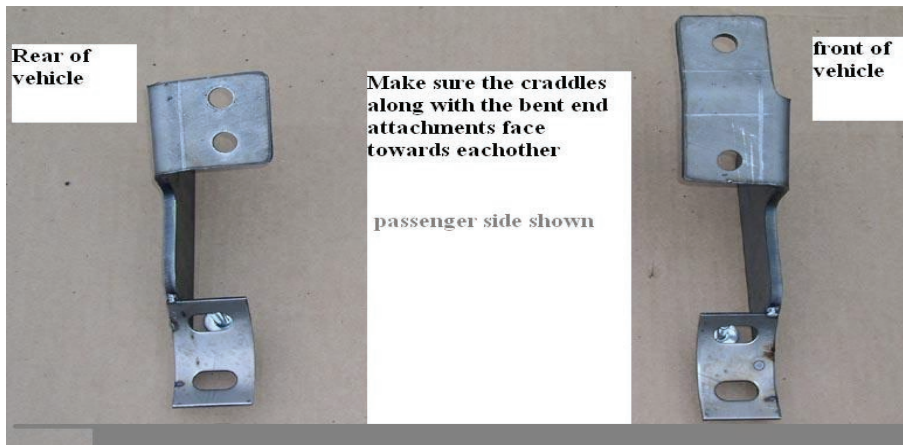 Rear of
vehicle
Make sure the craddles
along with the bent end
attachments face
towards eachother
passenger side shown
front of
vehicle